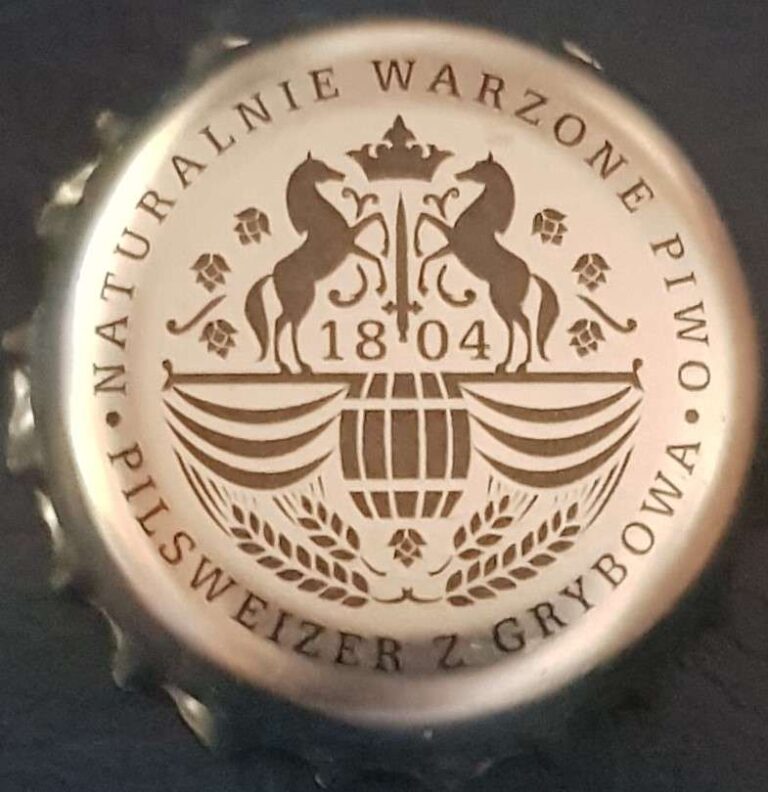 NATURALNIE WARZONE PIWO
1804
• PILSWEIZER Z GRYBOWA •